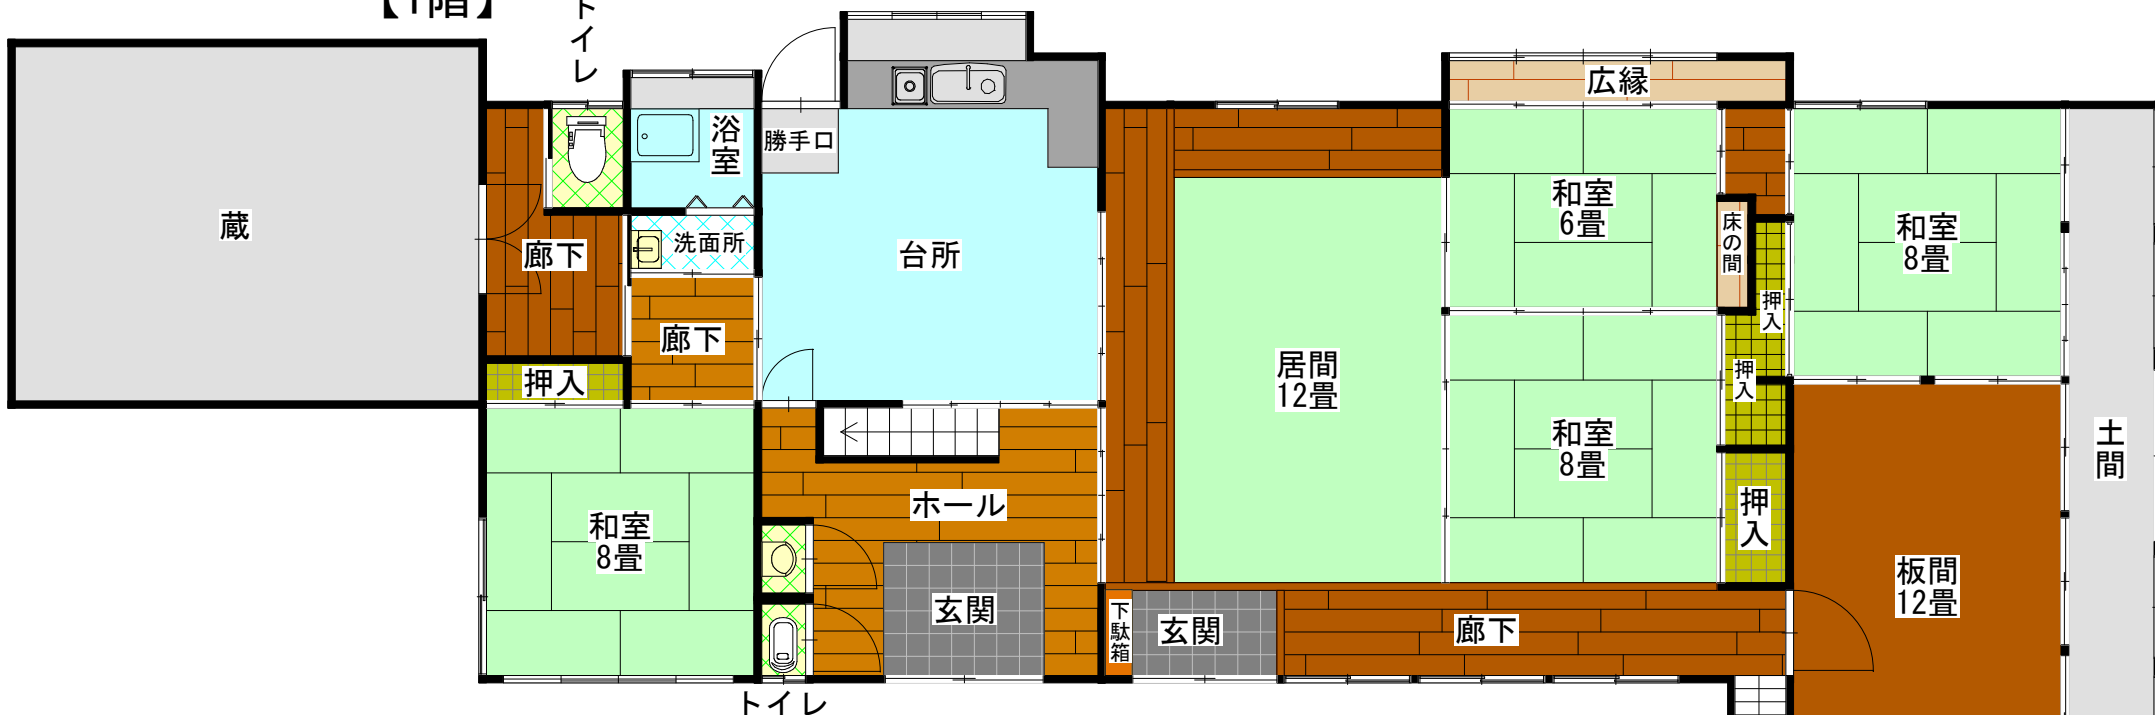 【1階】
トイレ
広縁
浴室
勝手口
蔵
廊下
洗面所
台所
和室
6畳
床の間
和室
8畳
押入
廊下
押入
居間
12畳
押入
和室
8畳
土間
ホール
押入
和室
8畳
板間
12畳
玄関
下駄箱
玄関
廊下
トイレ